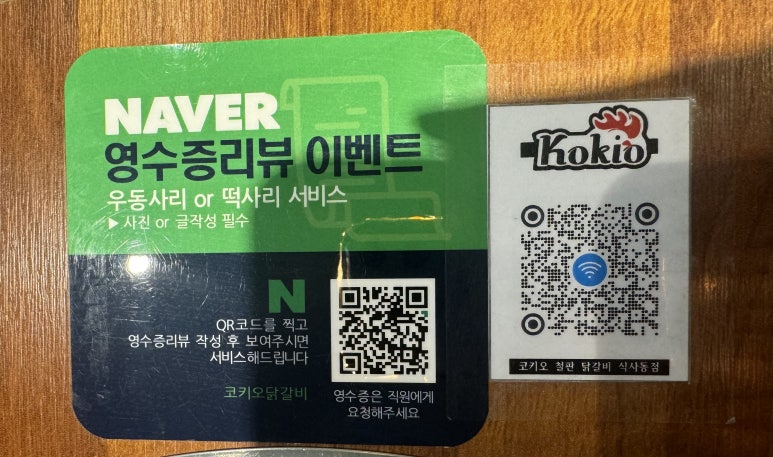 NAVER
영수증리뷰 이벤트
우동사리 or 떡사리 서비스
▶ 사진 or 글작성 필수
N
QR코드를 찍고
영수증리뷰 작성 후 보여주시면
서비스해드립니다
코키오닭갈비
영수증은 직원에게
요청해주세요
Kokio
코키오 철판 닭갈비 식사동점